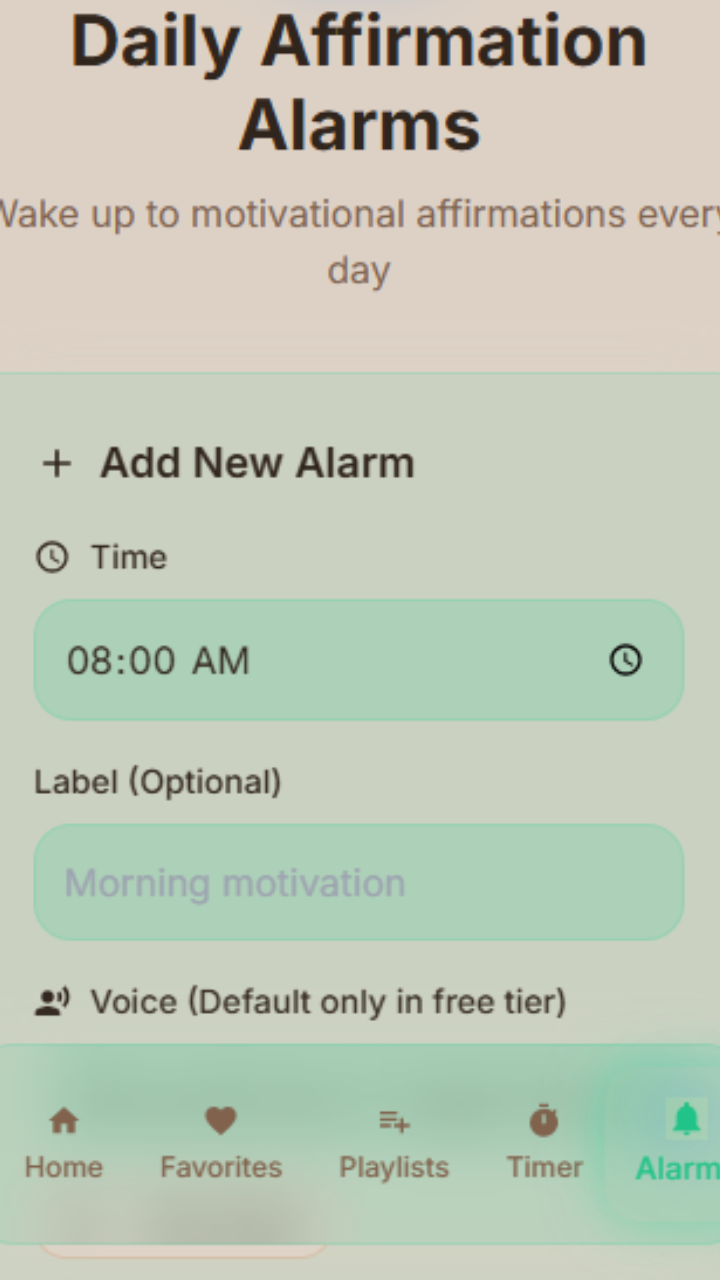 Daily Affirmation
Alarms
Wake up to motivational affirmations every
day
Add New Alarm
Time
08:00 AM
Label (Optional)
Morning motivation
Voice (Default only in free tier)
Home Favorites Playlists Timer Alarm